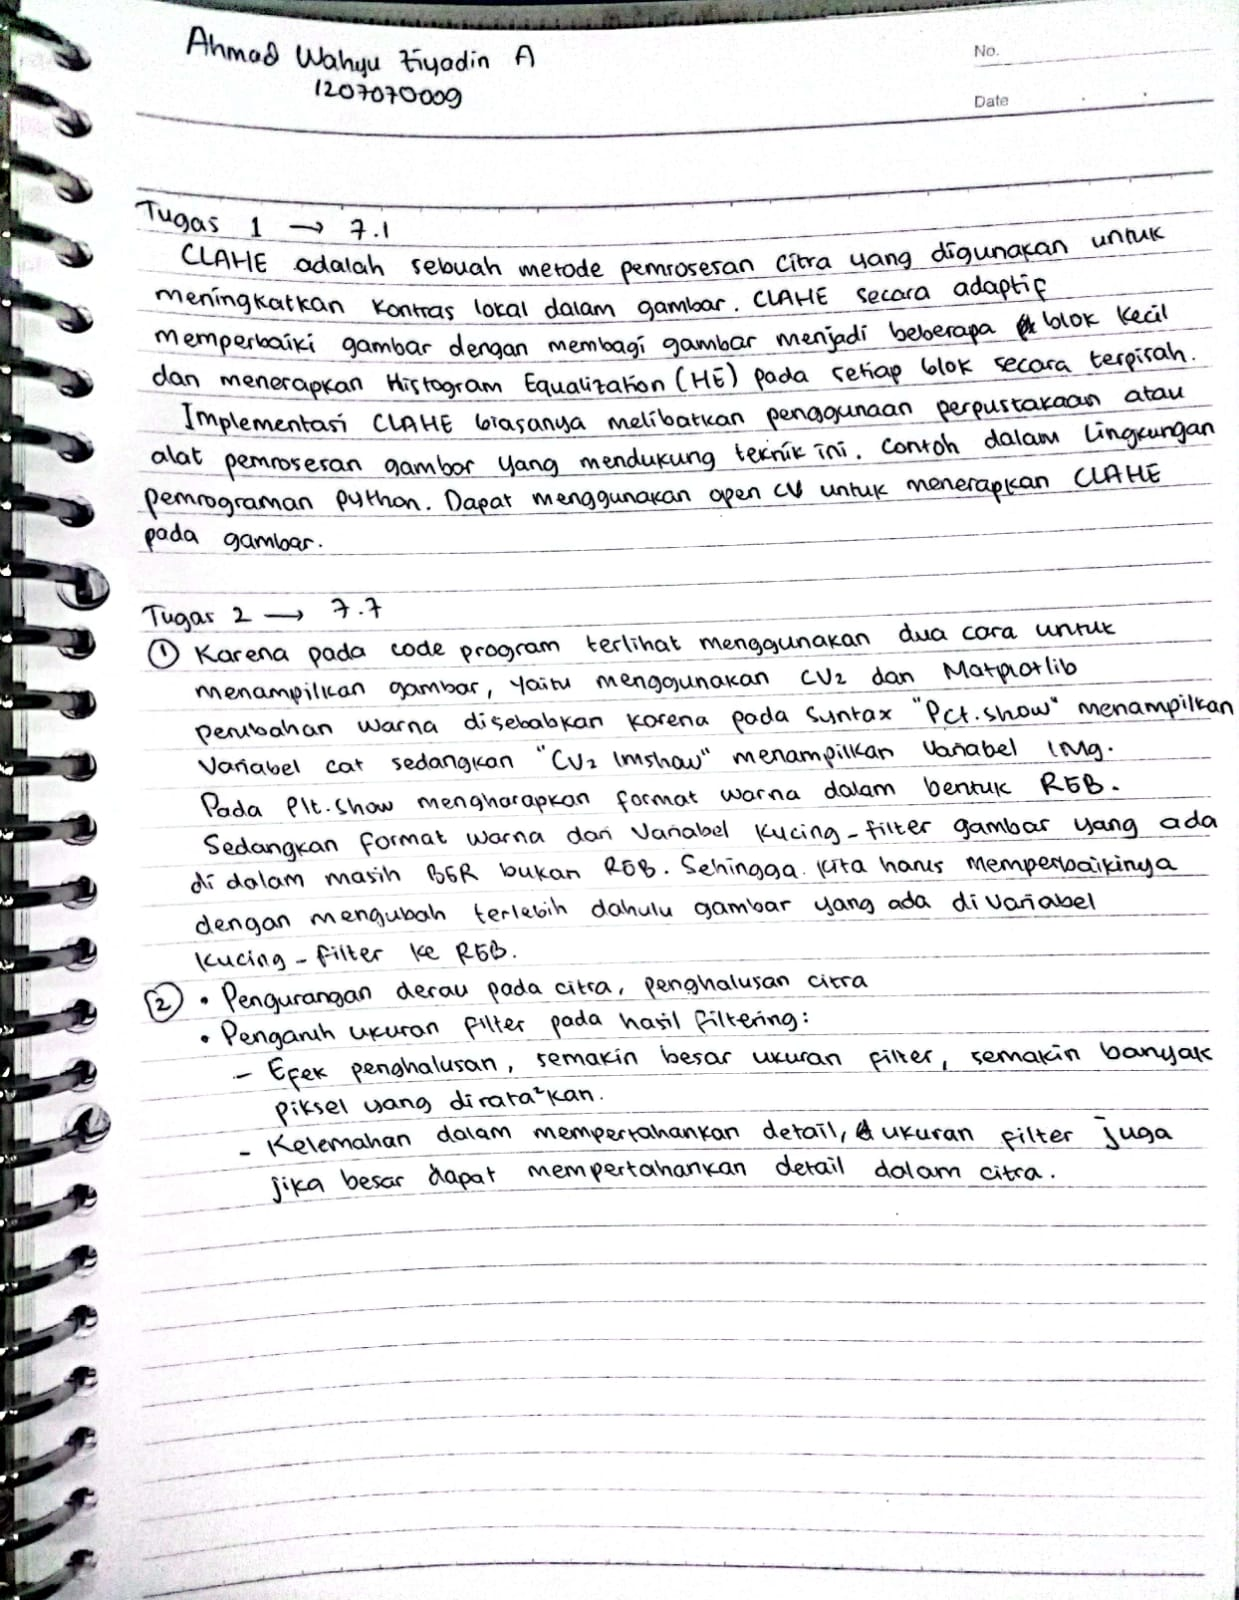 Ahmad Wahyu Ziyadin A
1207070009
No.
Date
Tugas 1 → 7.1
CLAHE adalah sebuah metode pemrosesan citra yang digunakan untuk
meningkatkan kontras lokal dalam gambar. CLAHE secara adaptif
memperbaiki gambar dengan membagi gambar menjadi beberapa blok kecil
dan menerapkan Histogram Equalization (HE) pada setiap blok secara terpisah.
Implementasi CLAHE biasanya melibatkan penggunaan perpustakaan atau
alat pemrosesan gambar yang mendukung teknik ini. Contoh dalam lingkungan
pemrograman python. Dapat menggunakan open CV untuk menerapkan CLAHE
pada gambar.
Tugas 2 → 7.7
① Karena pada code program terlihat menggunakan dua cara untuk
menampilkan gambar, yaitu menggunakan CV2 dan Matplotlib
perubahan warna disebabkan karena pada Syntax "Pct.show" menampilkan
Variabel cat sedangkan "CV2 Imshow" menampilkan Variabel IMg.
Pada Plt.Show mengharapkan format warna dalam bentuk RGB.
Sedangkan format warna dari Variabel Kucing-filter gambar yang ada
di dalam masih BGR bukan RGB. Sehingga kita harus memperbaikinya
dengan mengubah terlebih dahulu gambar yang ada di Variabel
Kucing-filter ke RGB.
② • Pengurangan derau pada citra, penghalusan citra
• Pengaruh ukuran filter pada hasil filtering:
- Efek penghalusan, semakin besar ukuran filter, semakin banyak
piksel yang dirata²kan.
- Kelemahan dalam mempertahankan detail, ukuran filter juga
jika besar dapat mempertahankan detail dalam citra.